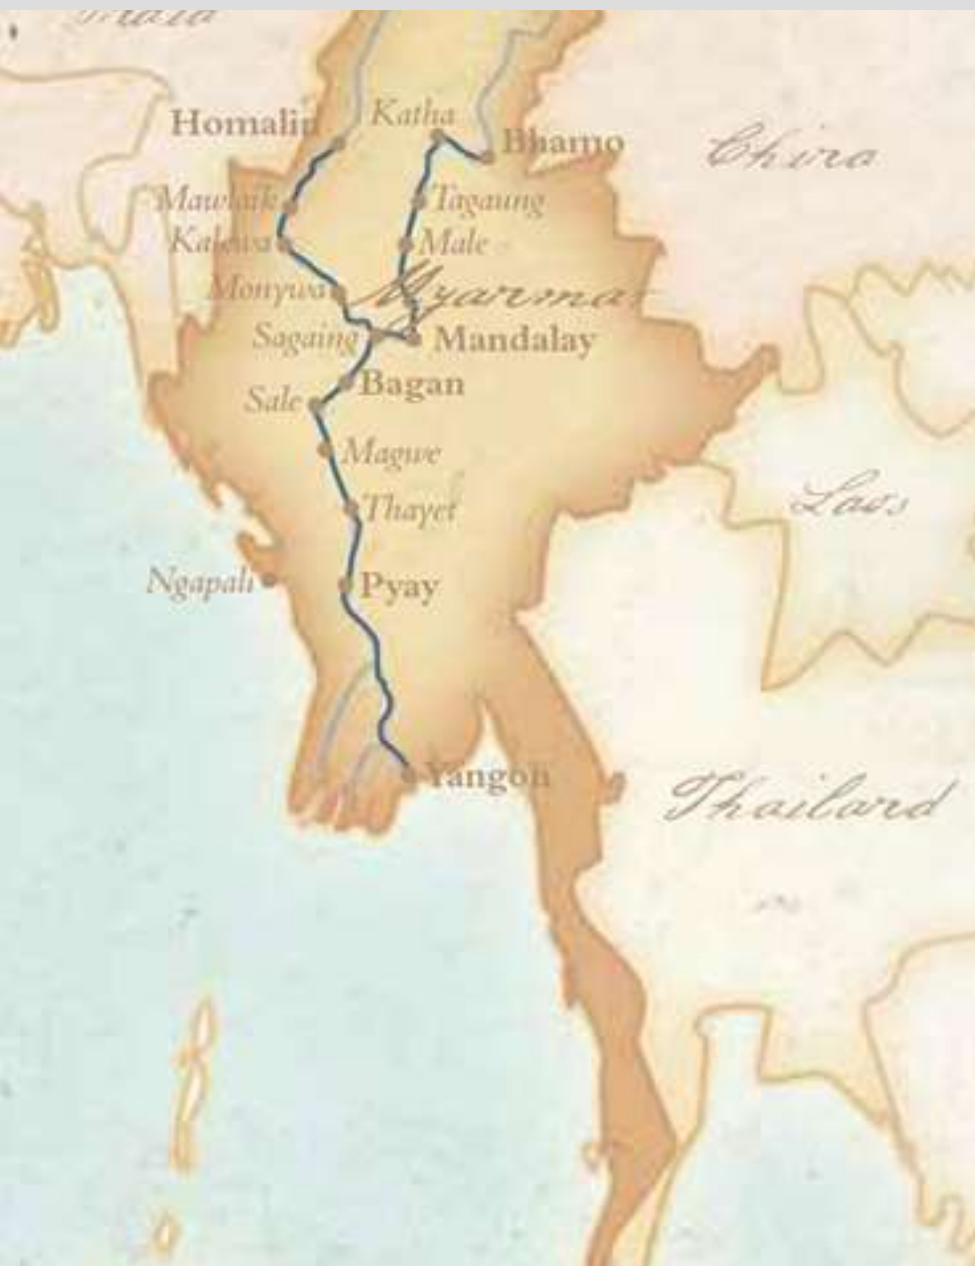 India
Homalin
Katha
Bhamo
China
Mawlaik
Tagaung
Kalewa
Male
Monywa
Myanmar
Sagaing
Mandalay
Bagan
Sale
Magwe
Laos
Thayet
Ngapali
Pyay
Yangon
Thailand